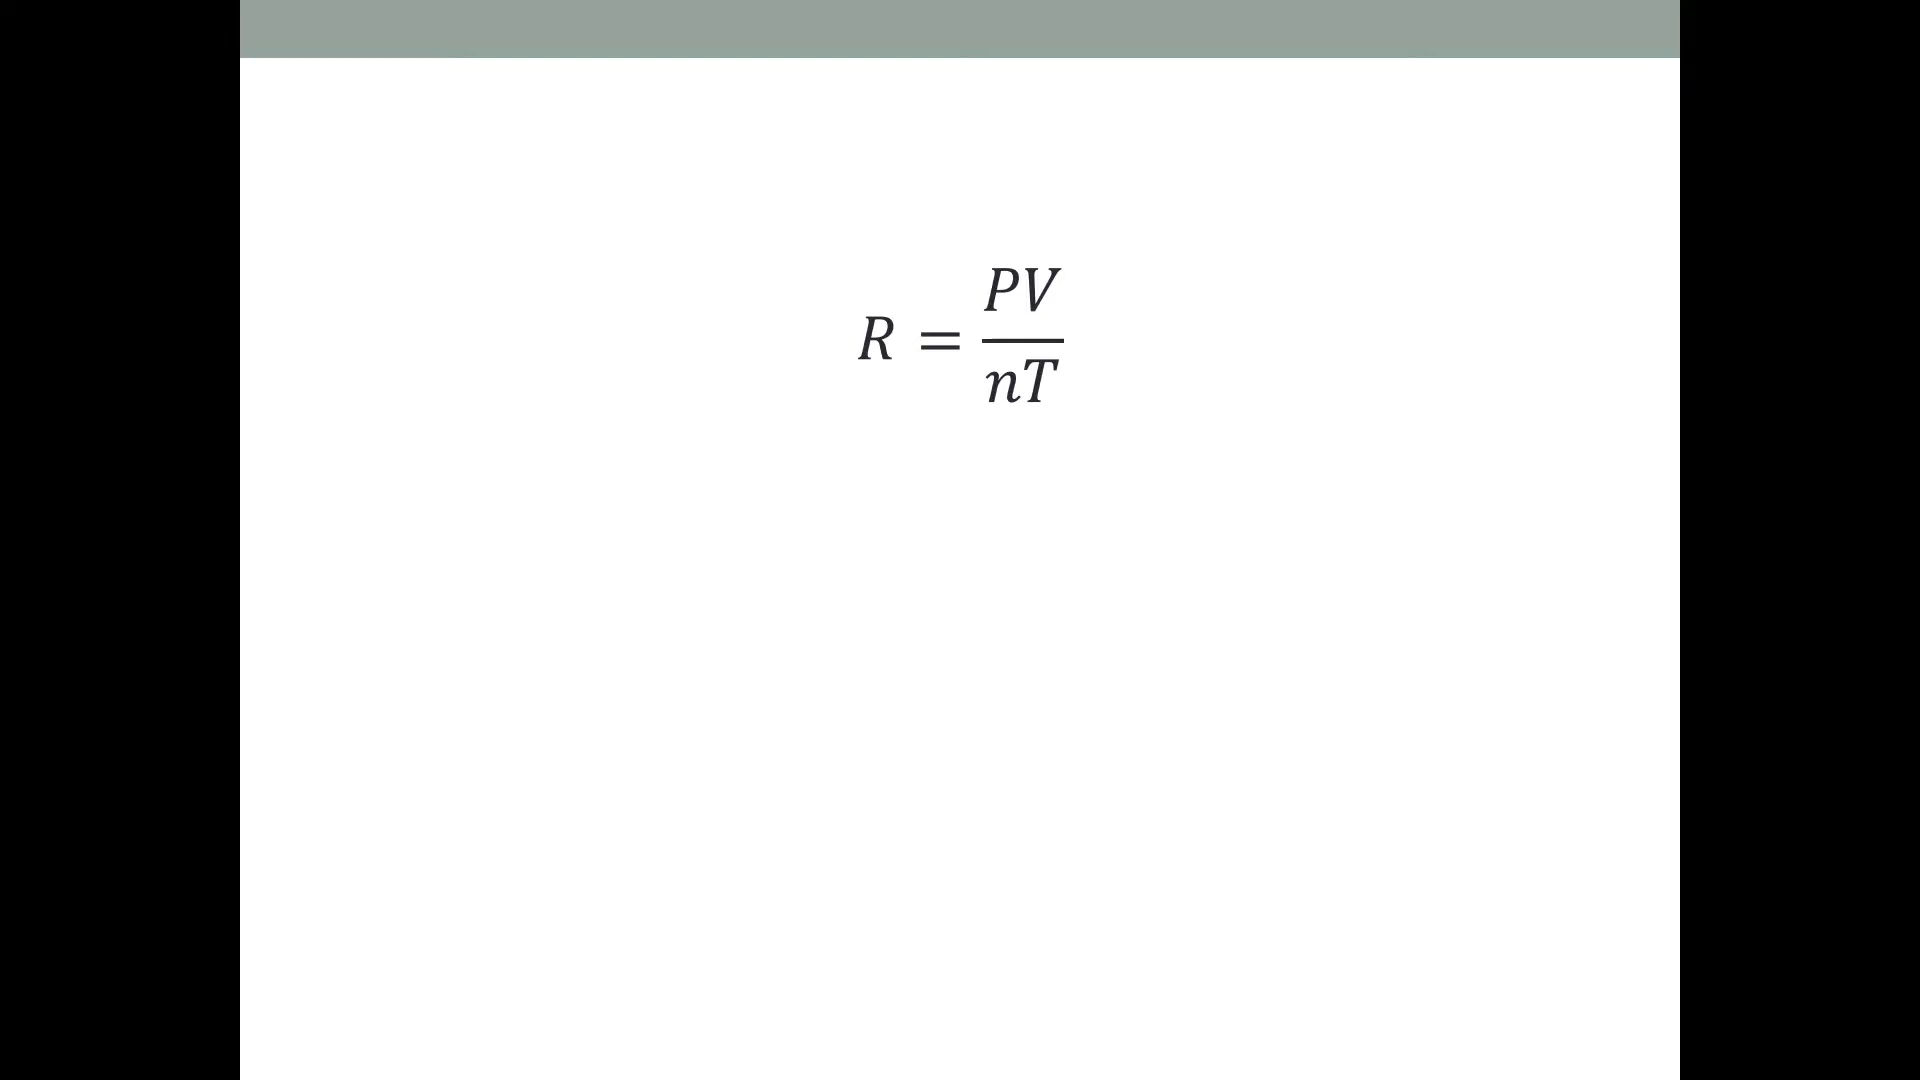 R = PV/nT